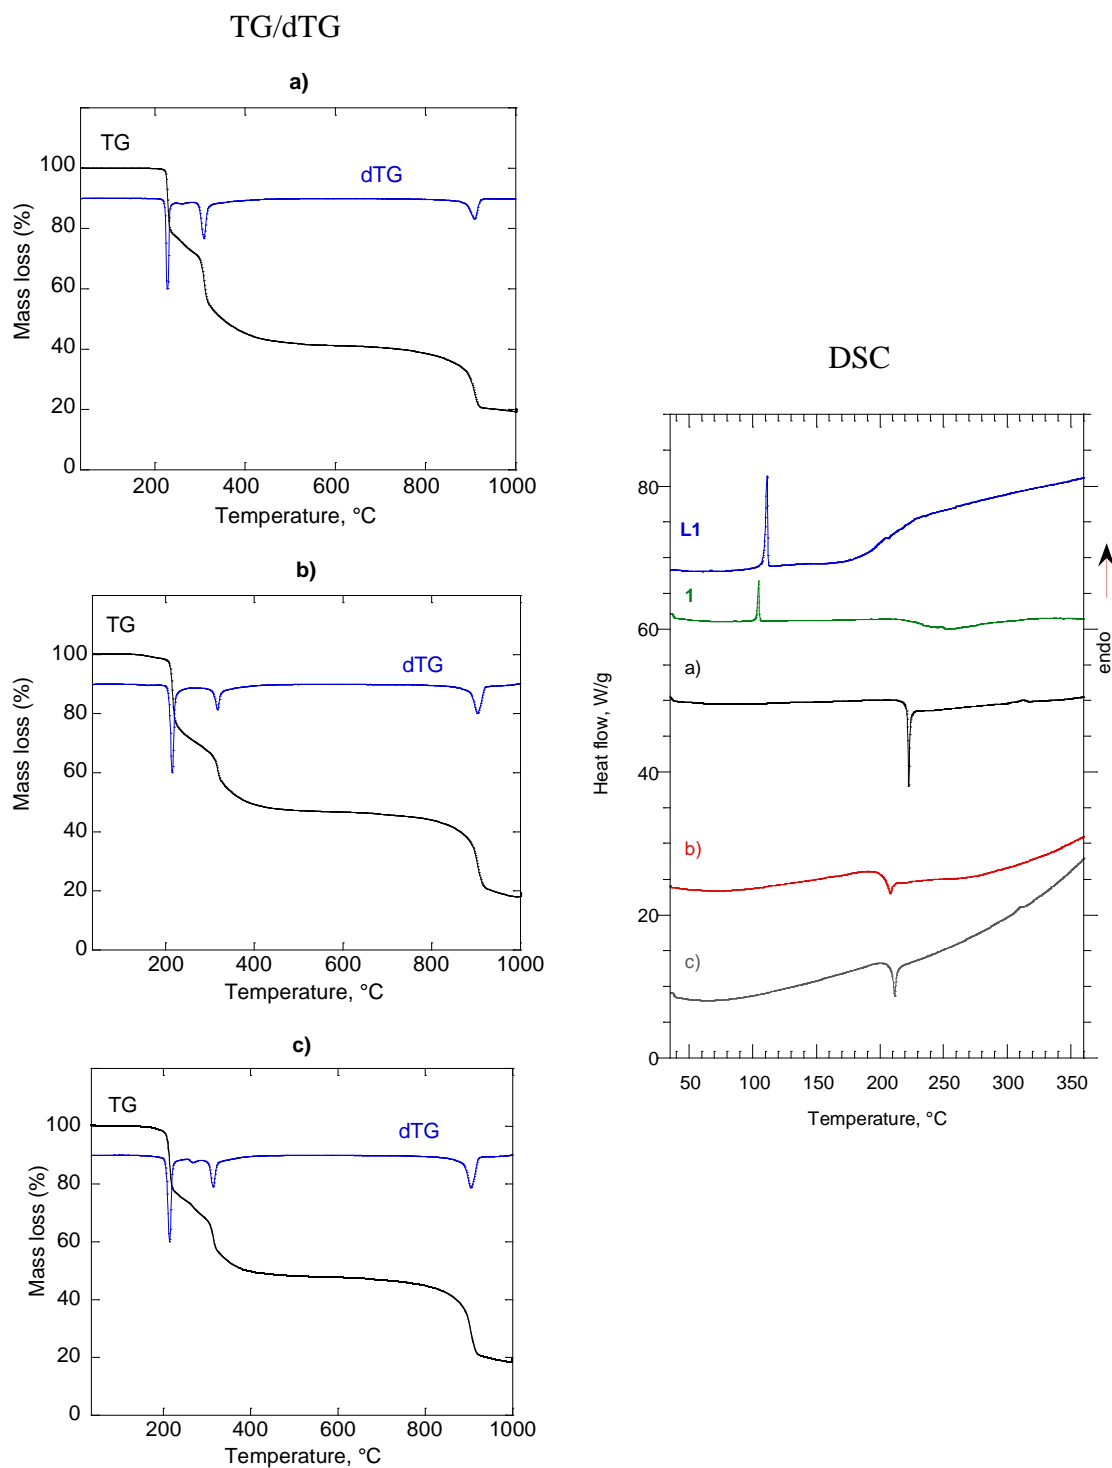 TG/dTG
a)
TG
dTG
100
80
60
40
20
0
Mass loss (%)
200 400 600 800 1000
Temperature, °C
b)
TG
dTG
100
80
60
40
20
0
Mass loss (%)
200 400 600 800 1000
Temperature, °C
c)
TG
dTG
100
80
60
40
20
0
Mass loss (%)
200 400 600 800 1000
Temperature, °C
DSC
L1
1
a)
b)
c)
80
60
40
20
0
Heat flow, W/g
endo
50 100 150 200 250 300 350
Temperature, °C